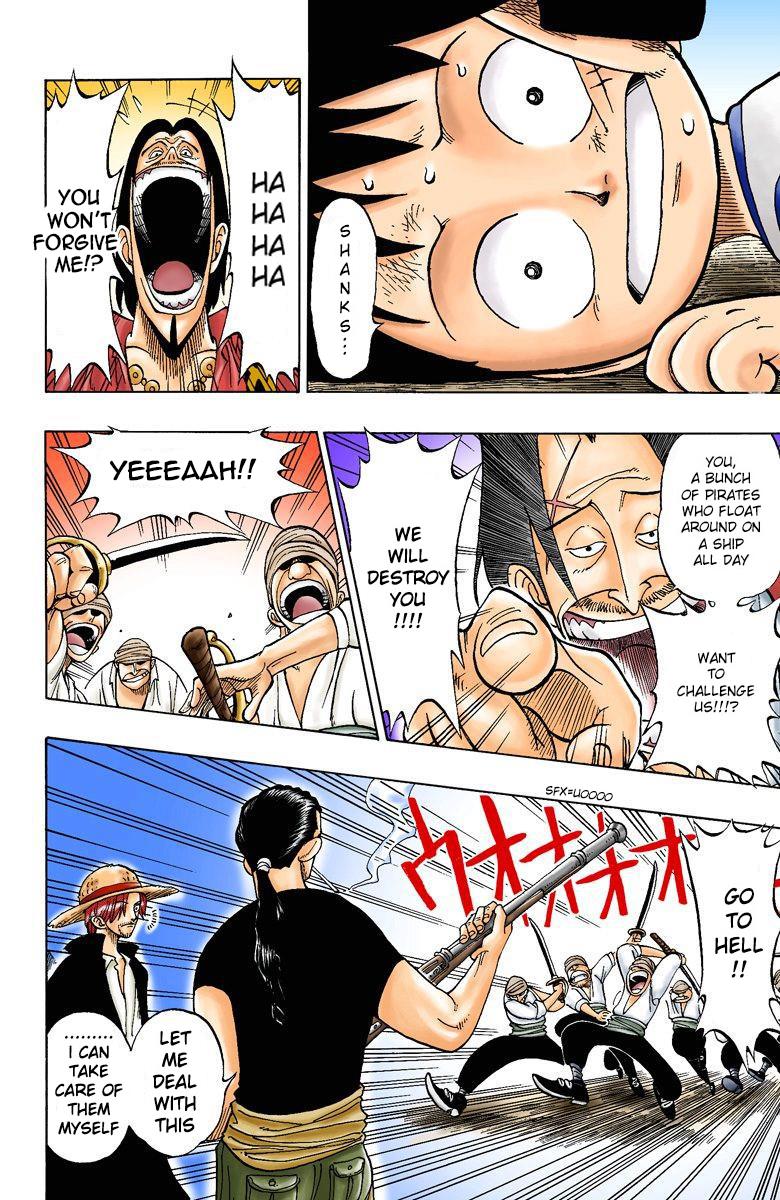 SHANKS...
HA
HA
HA
HA
YOU
WON'T
FORGIVE
ME!?
YOU,
A BUNCH
OF PIRATES
WHO FLOAT
AROUND ON
A SHIP
ALL DAY
WANT
TO
CHALLENGE
US!!!?
WE
WILL
DESTROY
YOU
!!!!
YEEEAAH!!
SFX=UOOOO
ウオオオオ
GO
TO
HELL
!!
LET
ME
DEAL
WITH
THIS
.........
I CAN
TAKE
CARE OF
THEM
MYSELF